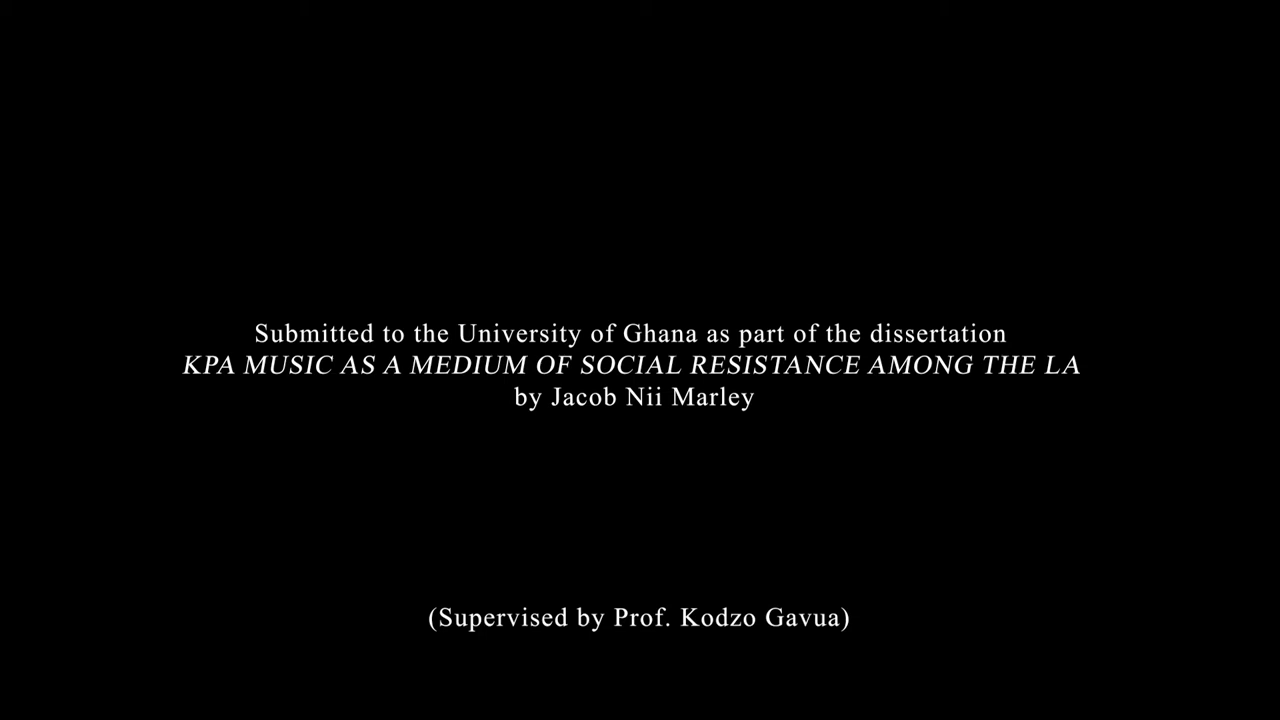 Submitted to the University of Ghana as part of the dissertation
KPA MUSIC AS A MEDIUM OF SOCIAL RESISTANCE AMONG THE LA
by Jacob Nii Marley
(Supervised by Prof. Kodzo Gavua)